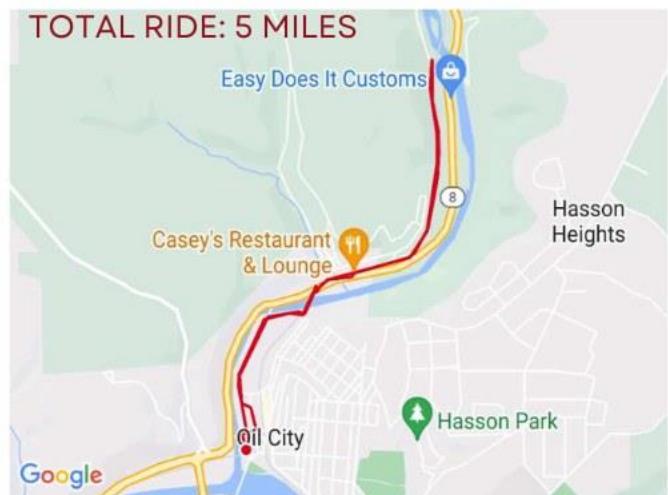 TOTAL RIDE: 5 MILES
Easy Does It Customs
8
Hasson
Heights
Casey's Restaurant
& Lounge
Hasson Park
Oil City
Google